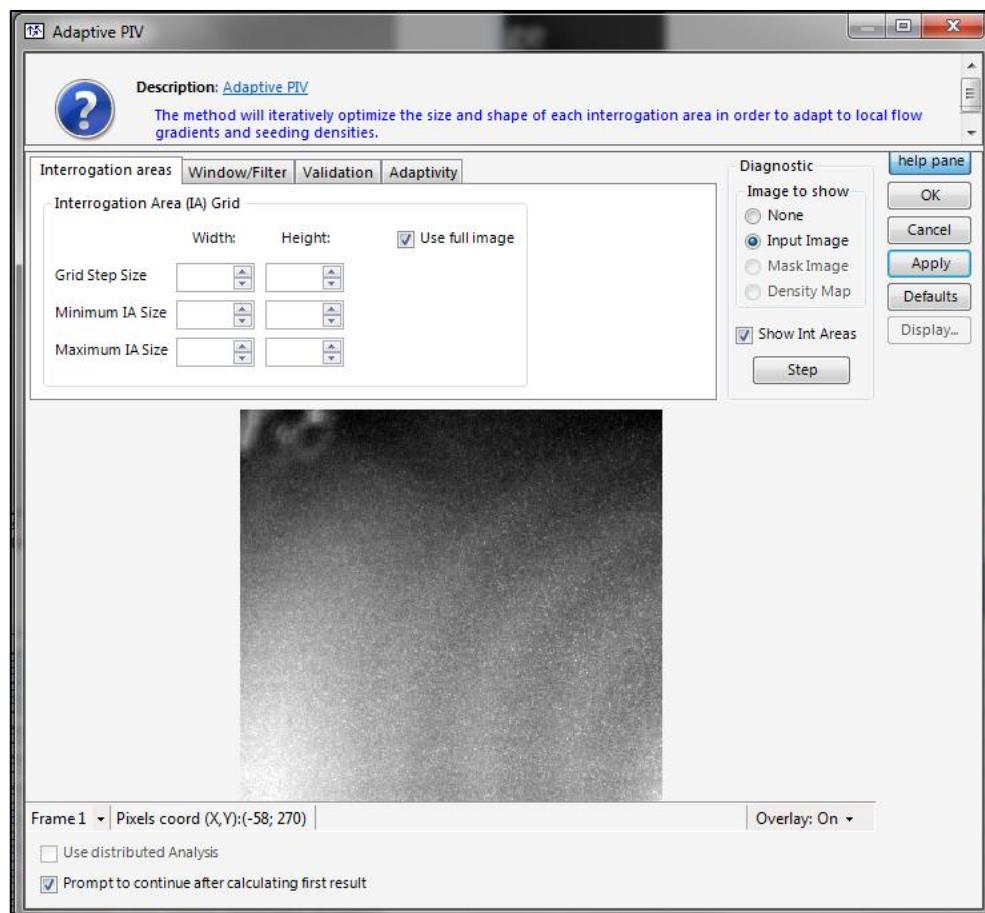 Adaptive PIV
Description: Adaptive PIV
The method will iteratively optimize the size and shape of each interrogation area in order to adapt to local flow
gradients and seeding densities.
Interrogation areas Window/Filter Validation Adaptivity
Interrogation Area (IA) Grid
Width: Height: Use full image
Grid Step Size
Minimum IA Size
Maximum IA Size
Diagnostic
Image to show
None
Input Image
Mask Image
Density Map
Show Int Areas
Step
help pane
OK
Cancel
Apply
Defaults
Display...
Frame 1 Pixels coord (X,Y):(-58; 270) Overlay: On
Use distributed Analysis
Prompt to continue after calculating first result